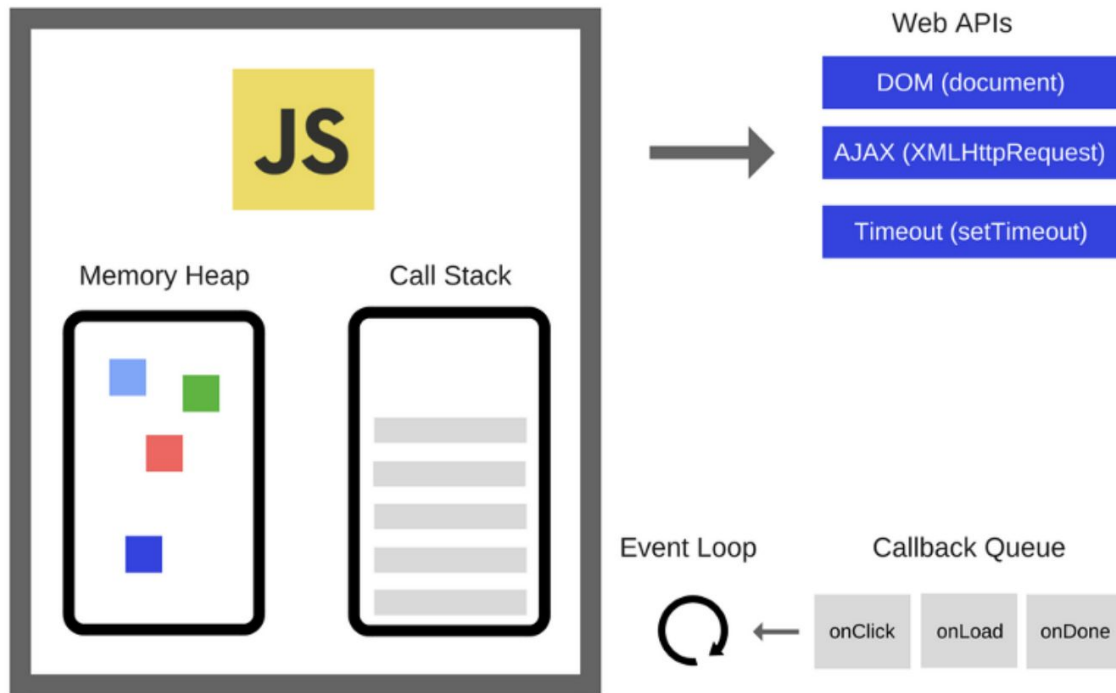 Web APIs
DOM (document)
JS
AJAX (XMLHttpRequest)
Timeout (setTimeout)
Memory Heap
Call Stack
Event Loop
Callback Queue
onClick
onLoad
onDone